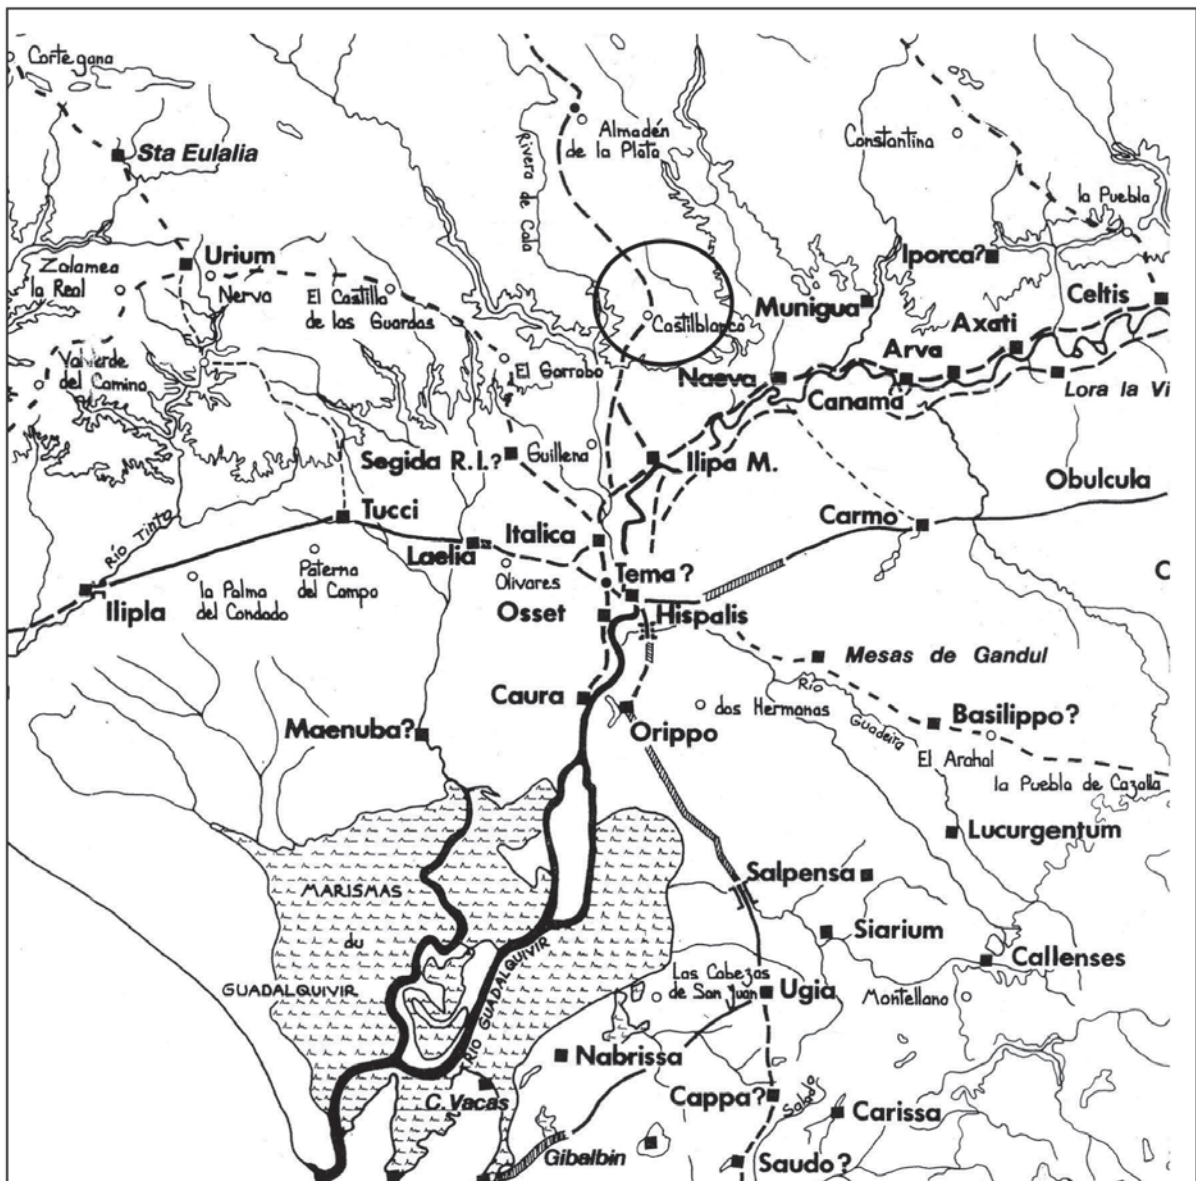 Cortegana
Sta Eulalia
Rivera de Cala
Almadén
de la Plata
Constantina
la Puebla
Zalamea
la Real
Urium
Nerva
El Castillo
de las Guardas
Castilblanco
Munigua
Iporca?
Celtis
Axati
Arva
Valverde
del Camino
El Garrobo
Naeva
Canama
Lora la Vi
Segida R.I.?
Guillena
Ilipa M.
Obulcula
RÍO TINTO
Tucci
Italica
Carmo
Laelia
Paterna
del Campo
Olivares
Tema?
C
Ilipla
la Palma
del Condado
Osset
Hispalis
Mesas de Gandul
Río
Guadaira
Caura
dos Hermanas
Basilippo?
Maenuba?
Orippo
El Arahal
la Puebla de Cazalla
Lucurgentum
MARISMAS
du
GUADALQUIVIR
Salpensa
Siarium
Callenses
RÍO GUADALQUIVIR
Las Cabezas
de San Juan
Ugia
Montellano
Nabrissa
C. Vacas
Cappa?
Salado
Carissa
Gibalbin
Saudo?